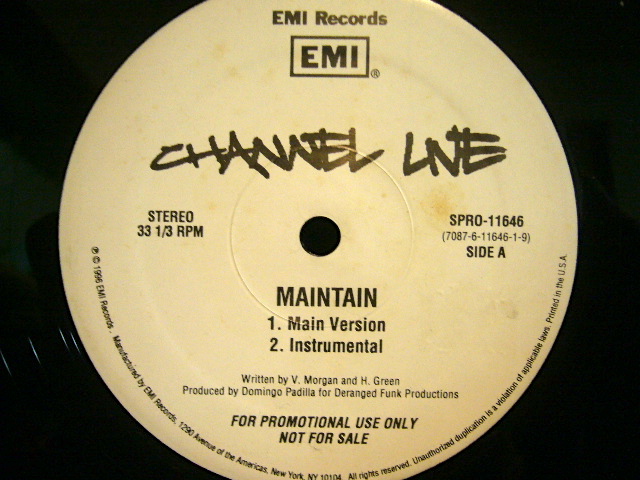 EMI Records
EMI®
CHANNEL LIVE
STEREO
33 1/3 RPM
SPRO-11646
(7087-6-11646-1-9)
SIDE A
MAINTAIN
1. Main Version
2. Instrumental
Written by V. Morgan and H. Green
Produced by Domingo Padilla for Deranged Funk Productions
FOR PROMOTIONAL USE ONLY
NOT FOR SALE
℗ © 1996 EMI Records. Manufactured by EMI Records, 1290 Avenue of the Americas, New York, NY 10104. All rights reserved. Unauthorized duplication is a violation of applicable laws. Printed in the U.S.A.